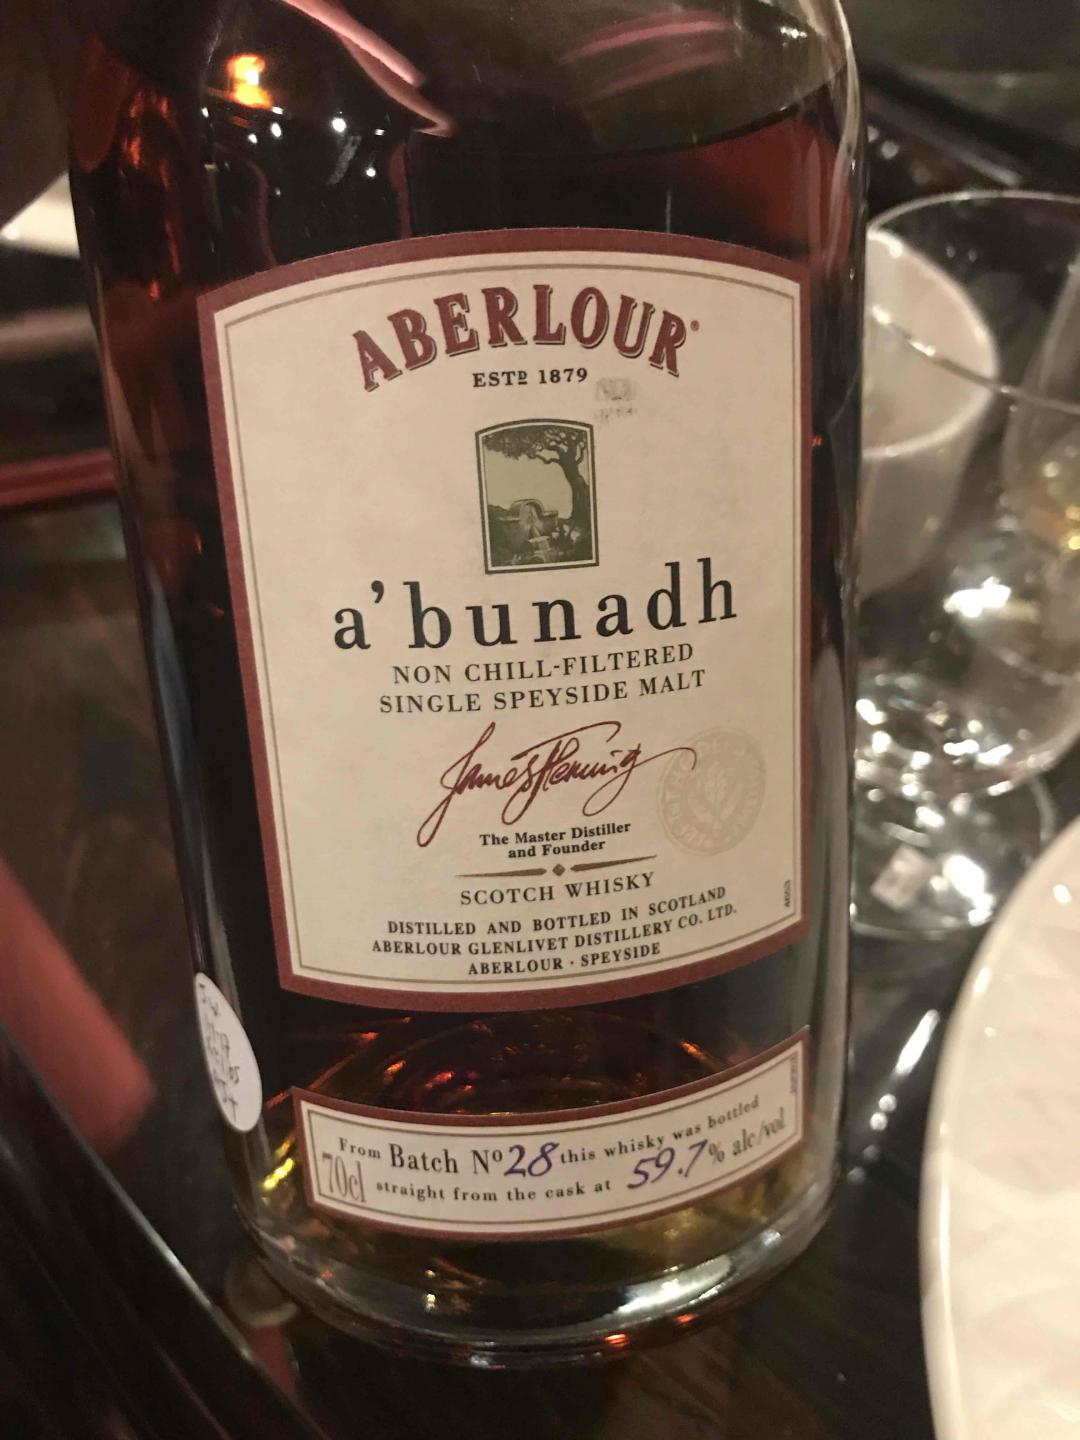 ABERLOUR®
ESTD 1879
a'bunadh
NON CHILL-FILTERED
SINGLE SPEYSIDE MALT
James Fleming
The Master Distiller
and Founder
SCOTCH WHISKY
DISTILLED AND BOTTLED IN SCOTLAND
ABERLOUR GLENLIVET DISTILLERY CO. LTD.
ABERLOUR · SPEYSIDE
From Batch Nº 28 this whisky was bottled
70cl straight from the cask at 59.7% alc/vol